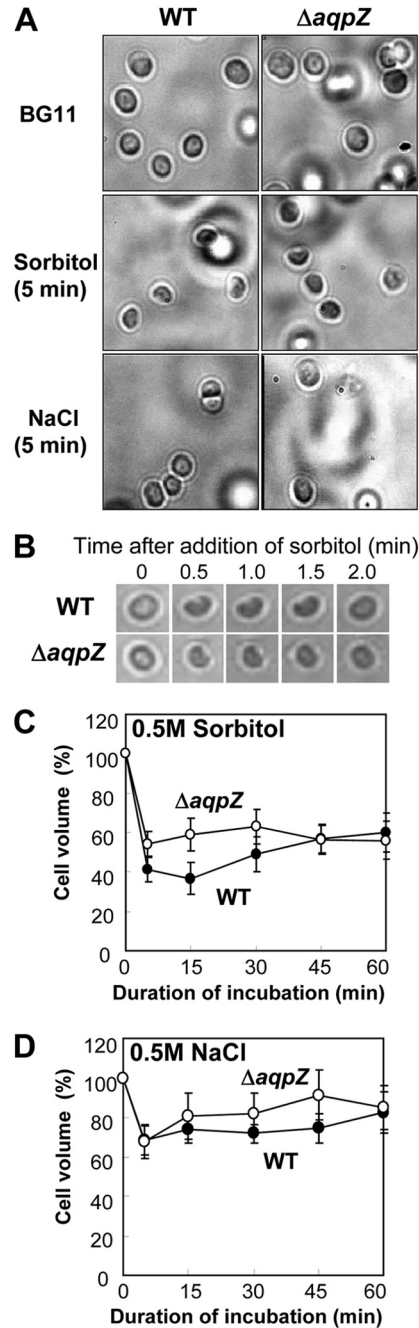 A
WT ΔaqpZ
BG11
Sorbitol
(5 min)
NaCl
(5 min)
B
Time after addition of sorbitol (min)
0 0.5 1.0 1.5 2.0
WT
ΔaqpZ
C
120
100
80
60
40
20
0
Cell volume (%)
0.5M Sorbitol
ΔaqpZ
WT
0 15 30 45 60
Duration of incubation (min)
D
120
100
80
60
40
20
0
Cell volume (%)
0.5M NaCl
ΔaqpZ
WT
0 15 30 45 60
Duration of incubation (min)